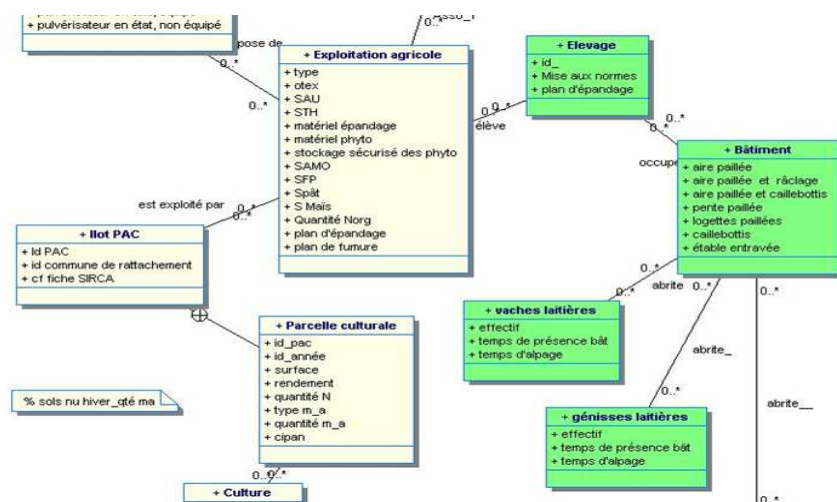 + pulvérisateur en état, non équipé
0..*
pose de
0..*
+ Exploitation agricole
+ type
+ otex
+ SAU
+ STH
+ matériel épandage
+ matériel phyto
+ stockage sécurisé des phyto
+ SAMO
+ SFP
+ Spât
+ S Maïs
+ Quantité Norg
+ plan d'épandage
+ plan de fumure
+ Elevage
+ id_
+ Mise aux normes
+ plan d'épandage
0..*
élève
0..*
occupe
+ Bâtiment
+ aire paillée
+ aire paillée et râclage
+ aire paillée et caillebottis
+ pente paillée
+ logettes paillées
+ caillebottis
+ étable entravée
est exploité par
0..*
+ Ilot PAC
+ Id PAC
+ id commune de rattachement
+ cf fiche SIRCA
0..*
abrite
0..*
0..*
0..*
+ vaches laitières
+ effectif
+ temps de présence bât
+ temps d'alpage
+ Parcelle culturale
+ id_pac
+ id_année
+ surface
+ rendement
+ quantité N
+ type m_a
+ quantité m_a
+ cipan
% sols nu hiver_qté ma
abrite_
0..*
abrite__
+ génisses laitières
+ effectif
+ temps de présence bât
+ temps d'alpage
0..*
+ Culture